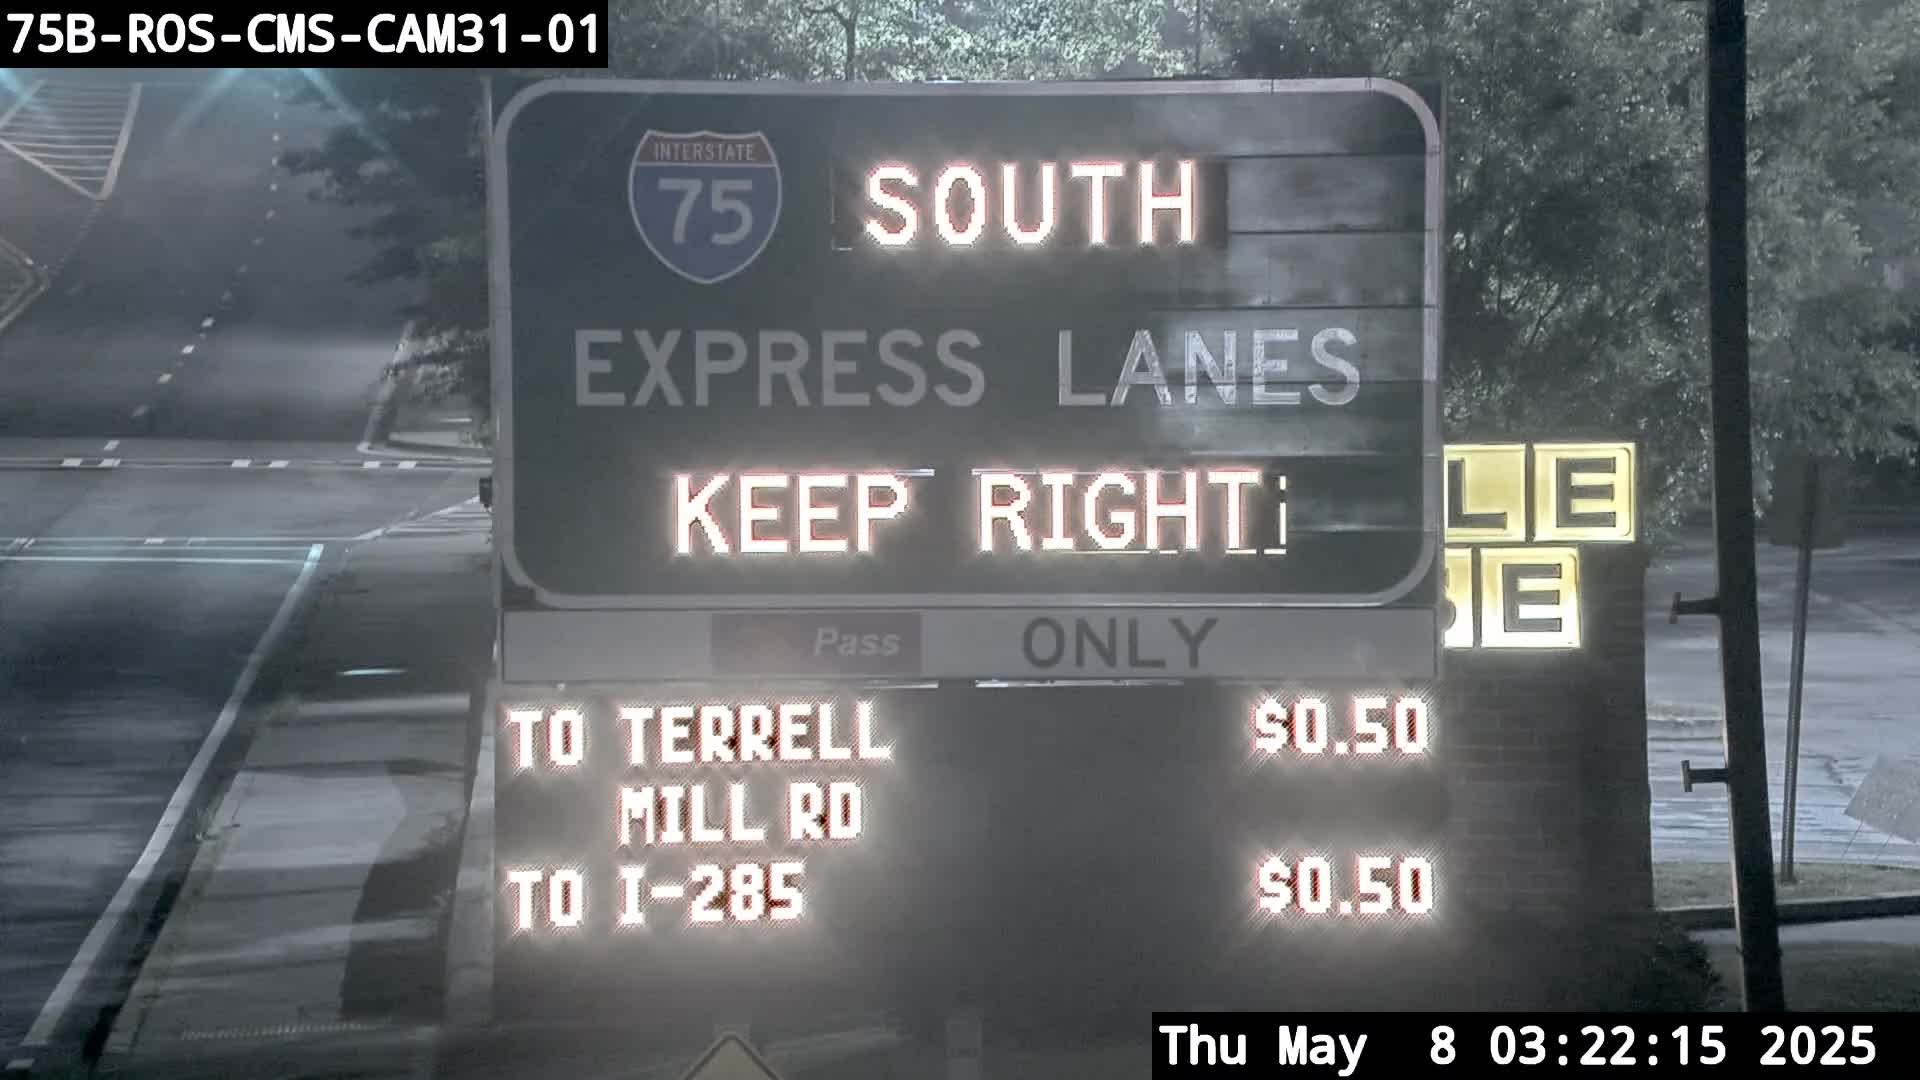 75B-ROS-CMS-CAM31-01
INTERSTATE
75
SOUTH
EXPRESS LANES
KEEP RIGHT
Pass ONLY
TO TERRELL $0.50
MILL RD
TO I-285 $0.50
LE
E
Thu May 8 03:22:15 2025